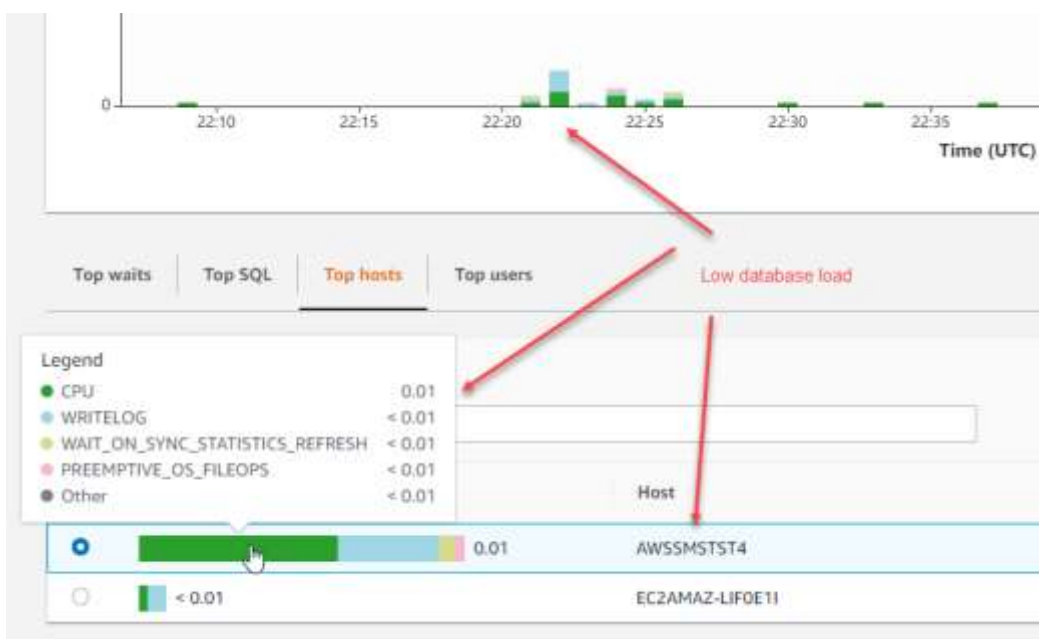 0
22:10 22:15 22:20 22:25 22:30 22:35
Time (UTC)
Top waits Top SQL Top hosts Top users Low database load
Legend
CPU 0.01
WRITELOG < 0.01
WAIT_ON_SYNC_STATISTICS_REFRESH < 0.01
PREEMPTIVE_OS_FILEOPS < 0.01
Other < 0.01
Host
0.01 AWSSMSTST4
< 0.01 EC2AMAZ-LIF0E1I